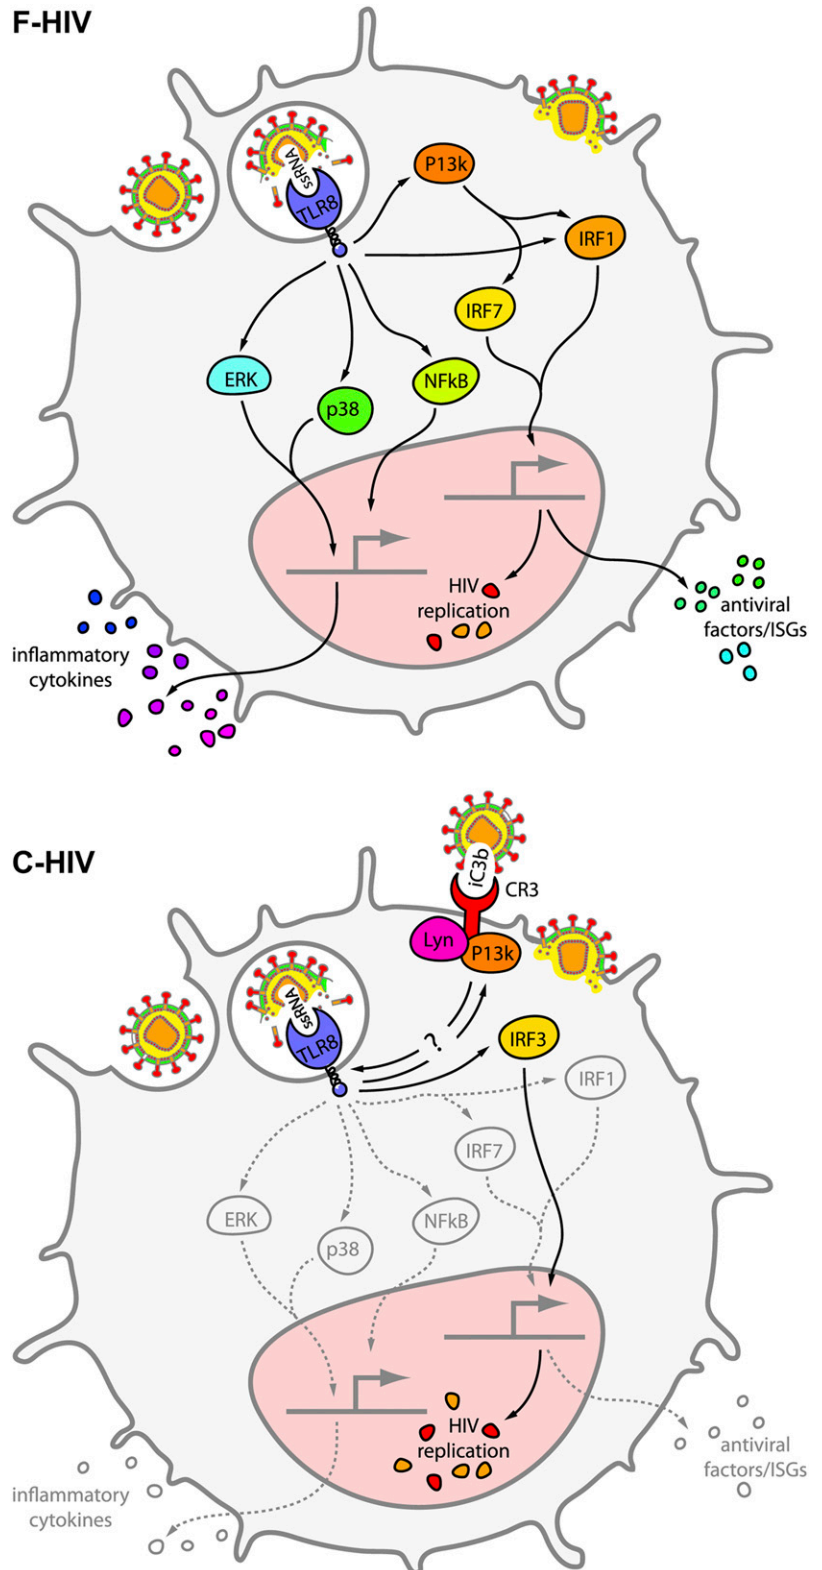 F-HIV
ssRNA
TLR8
P13k
IRF1
IRF7
ERK
p38
NFkB
HIV
replication
antiviral
factors/ISGs
inflammatory
cytokines
C-HIV
iC3b
CR3
Lyn
P13k
ssRNA
TLR8
?
IRF3
IRF1
IRF7
ERK
p38
NFkB
HIV
replication
antiviral
factors/ISGs
inflammatory
cytokines